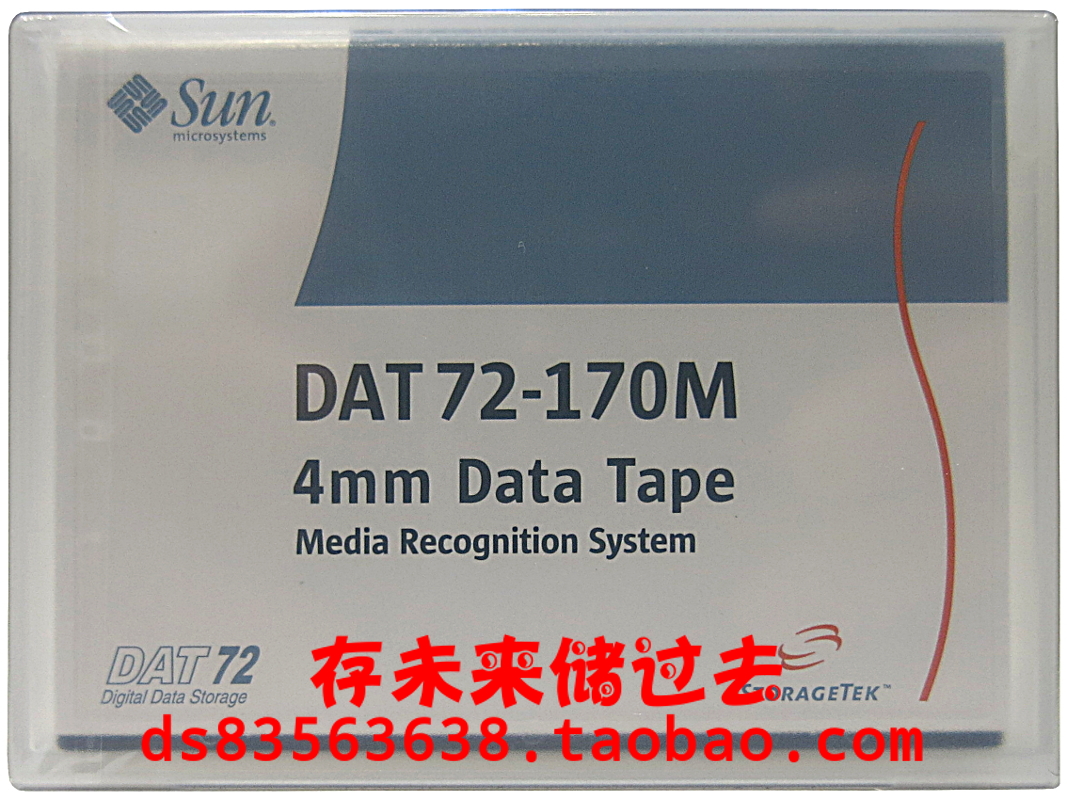 Sun
microsystems
DAT 72-170M
4mm Data Tape
Media Recognition System
DAT 72
Digital Data Storage
存未来储过去
STORAGETEK™
ds83563638.taobao.com